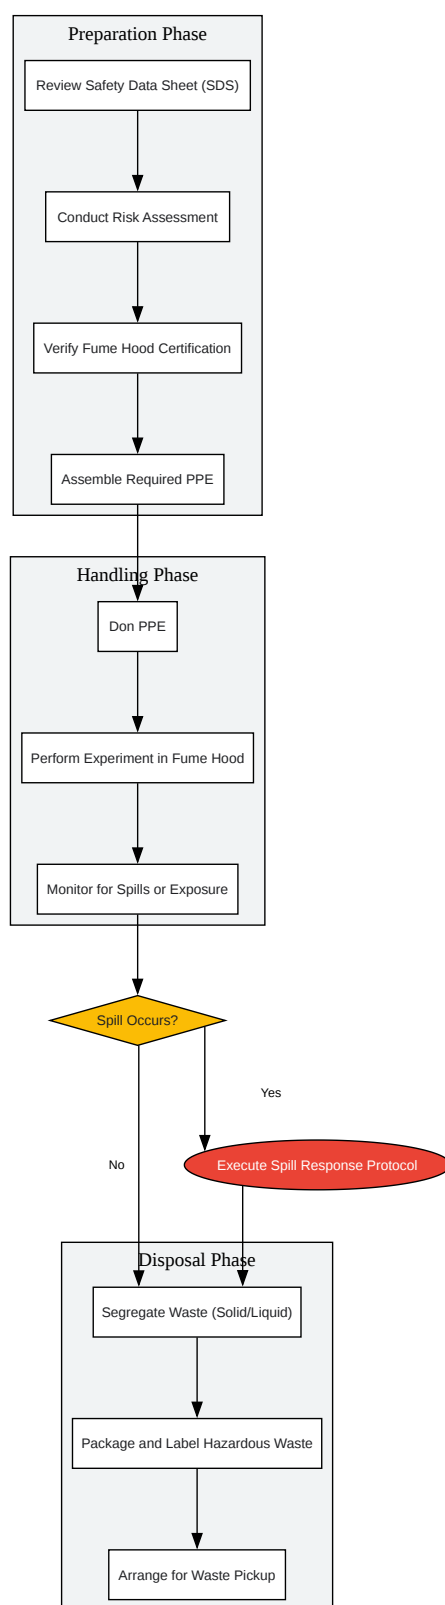 Preparation Phase
Review Safety Data Sheet (SDS)
Conduct Risk Assessment
Verify Fume Hood Certification
Assemble Required PPE
Handling Phase
Don PPE
Perform Experiment in Fume Hood
Monitor for Spills or Exposure
Spill Occurs?
Yes
No
Execute Spill Response Protocol
Disposal Phase
Segregate Waste (Solid/Liquid)
Package and Label Hazardous Waste
Arrange for Waste Pickup